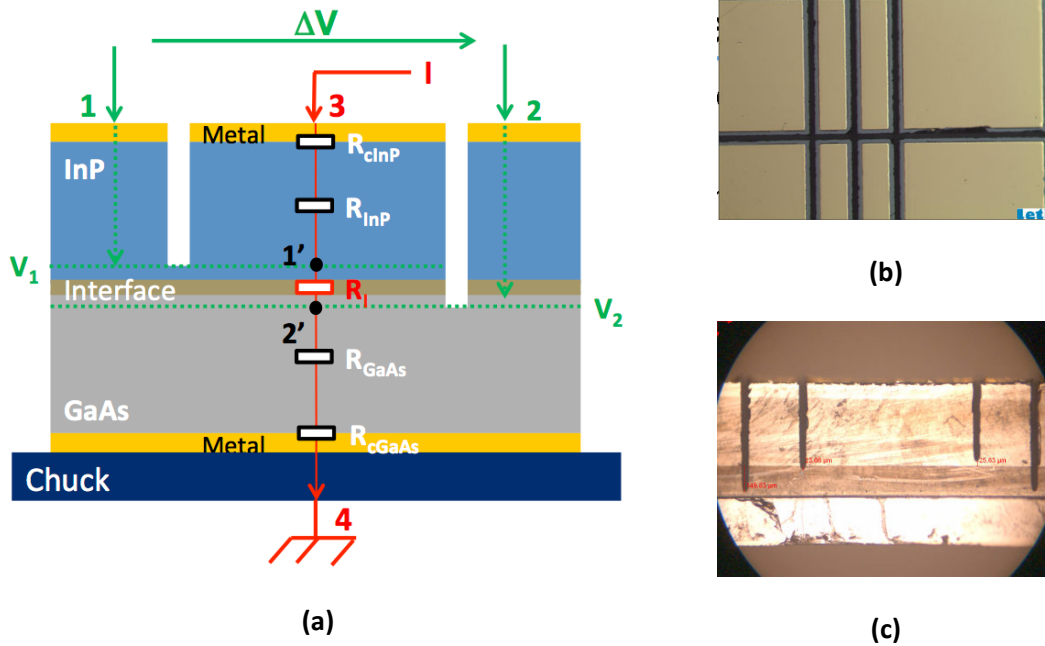 ΔV
I
1
3
2
Metal
R_cInP
InP
R_InP
1’
V₁
Interface
R_I
V₂
2’
R_GaAs
GaAs
Metal
R_cGaAs
Chuck
4
(a)
(b)
(c)